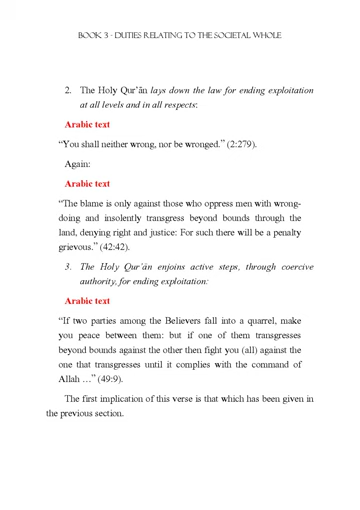 BOOK 3 - DUTIES RELATING TO THE SOCIETAL WHOLE
2. The Holy Qur’ān lays down the law for ending exploitation
at all levels and in all respects:
Arabic text
“You shall neither wrong, nor be wronged.” (2:279).
Again:
Arabic text
“The blame is only against those who oppress men with wrong-
doing and insolently transgress beyond bounds through the
land, denying right and justice: For such there will be a penalty
grievous.” (42:42).
3. The Holy Qur’ān enjoins active steps, through coercive
authority, for ending exploitation:
Arabic text
“If two parties among the Believers fall into a quarrel, make
you peace between them: but if one of them transgresses
beyond bounds against the other then fight you (all) against the
one that transgresses until it complies with the command of
Allah …” (49:9).
The first implication of this verse is that which has been given in
the previous section.